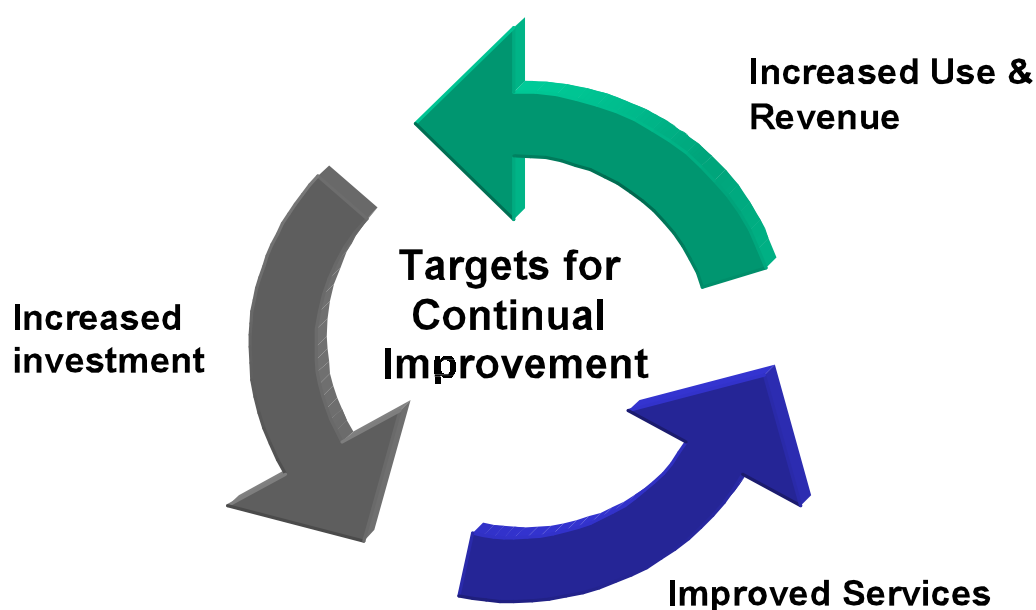 Increased Use &
Revenue
Targets for
Continual
Improvement
Increased
investment
Improved Services